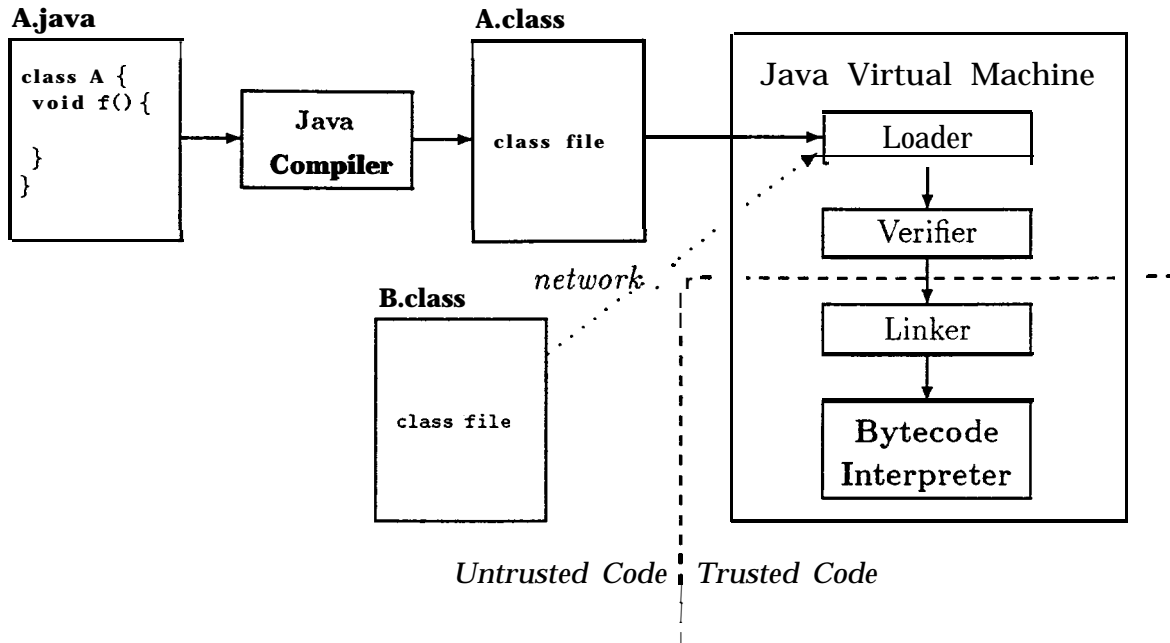 A.java
class A {
void f() {
}
}
Java
Compiler
A.class
class file
Java Virtual Machine
Loader
Verifier
Linker
Bytecode
Interpreter
network
B.class
class file
Untrusted Code
Trusted Code